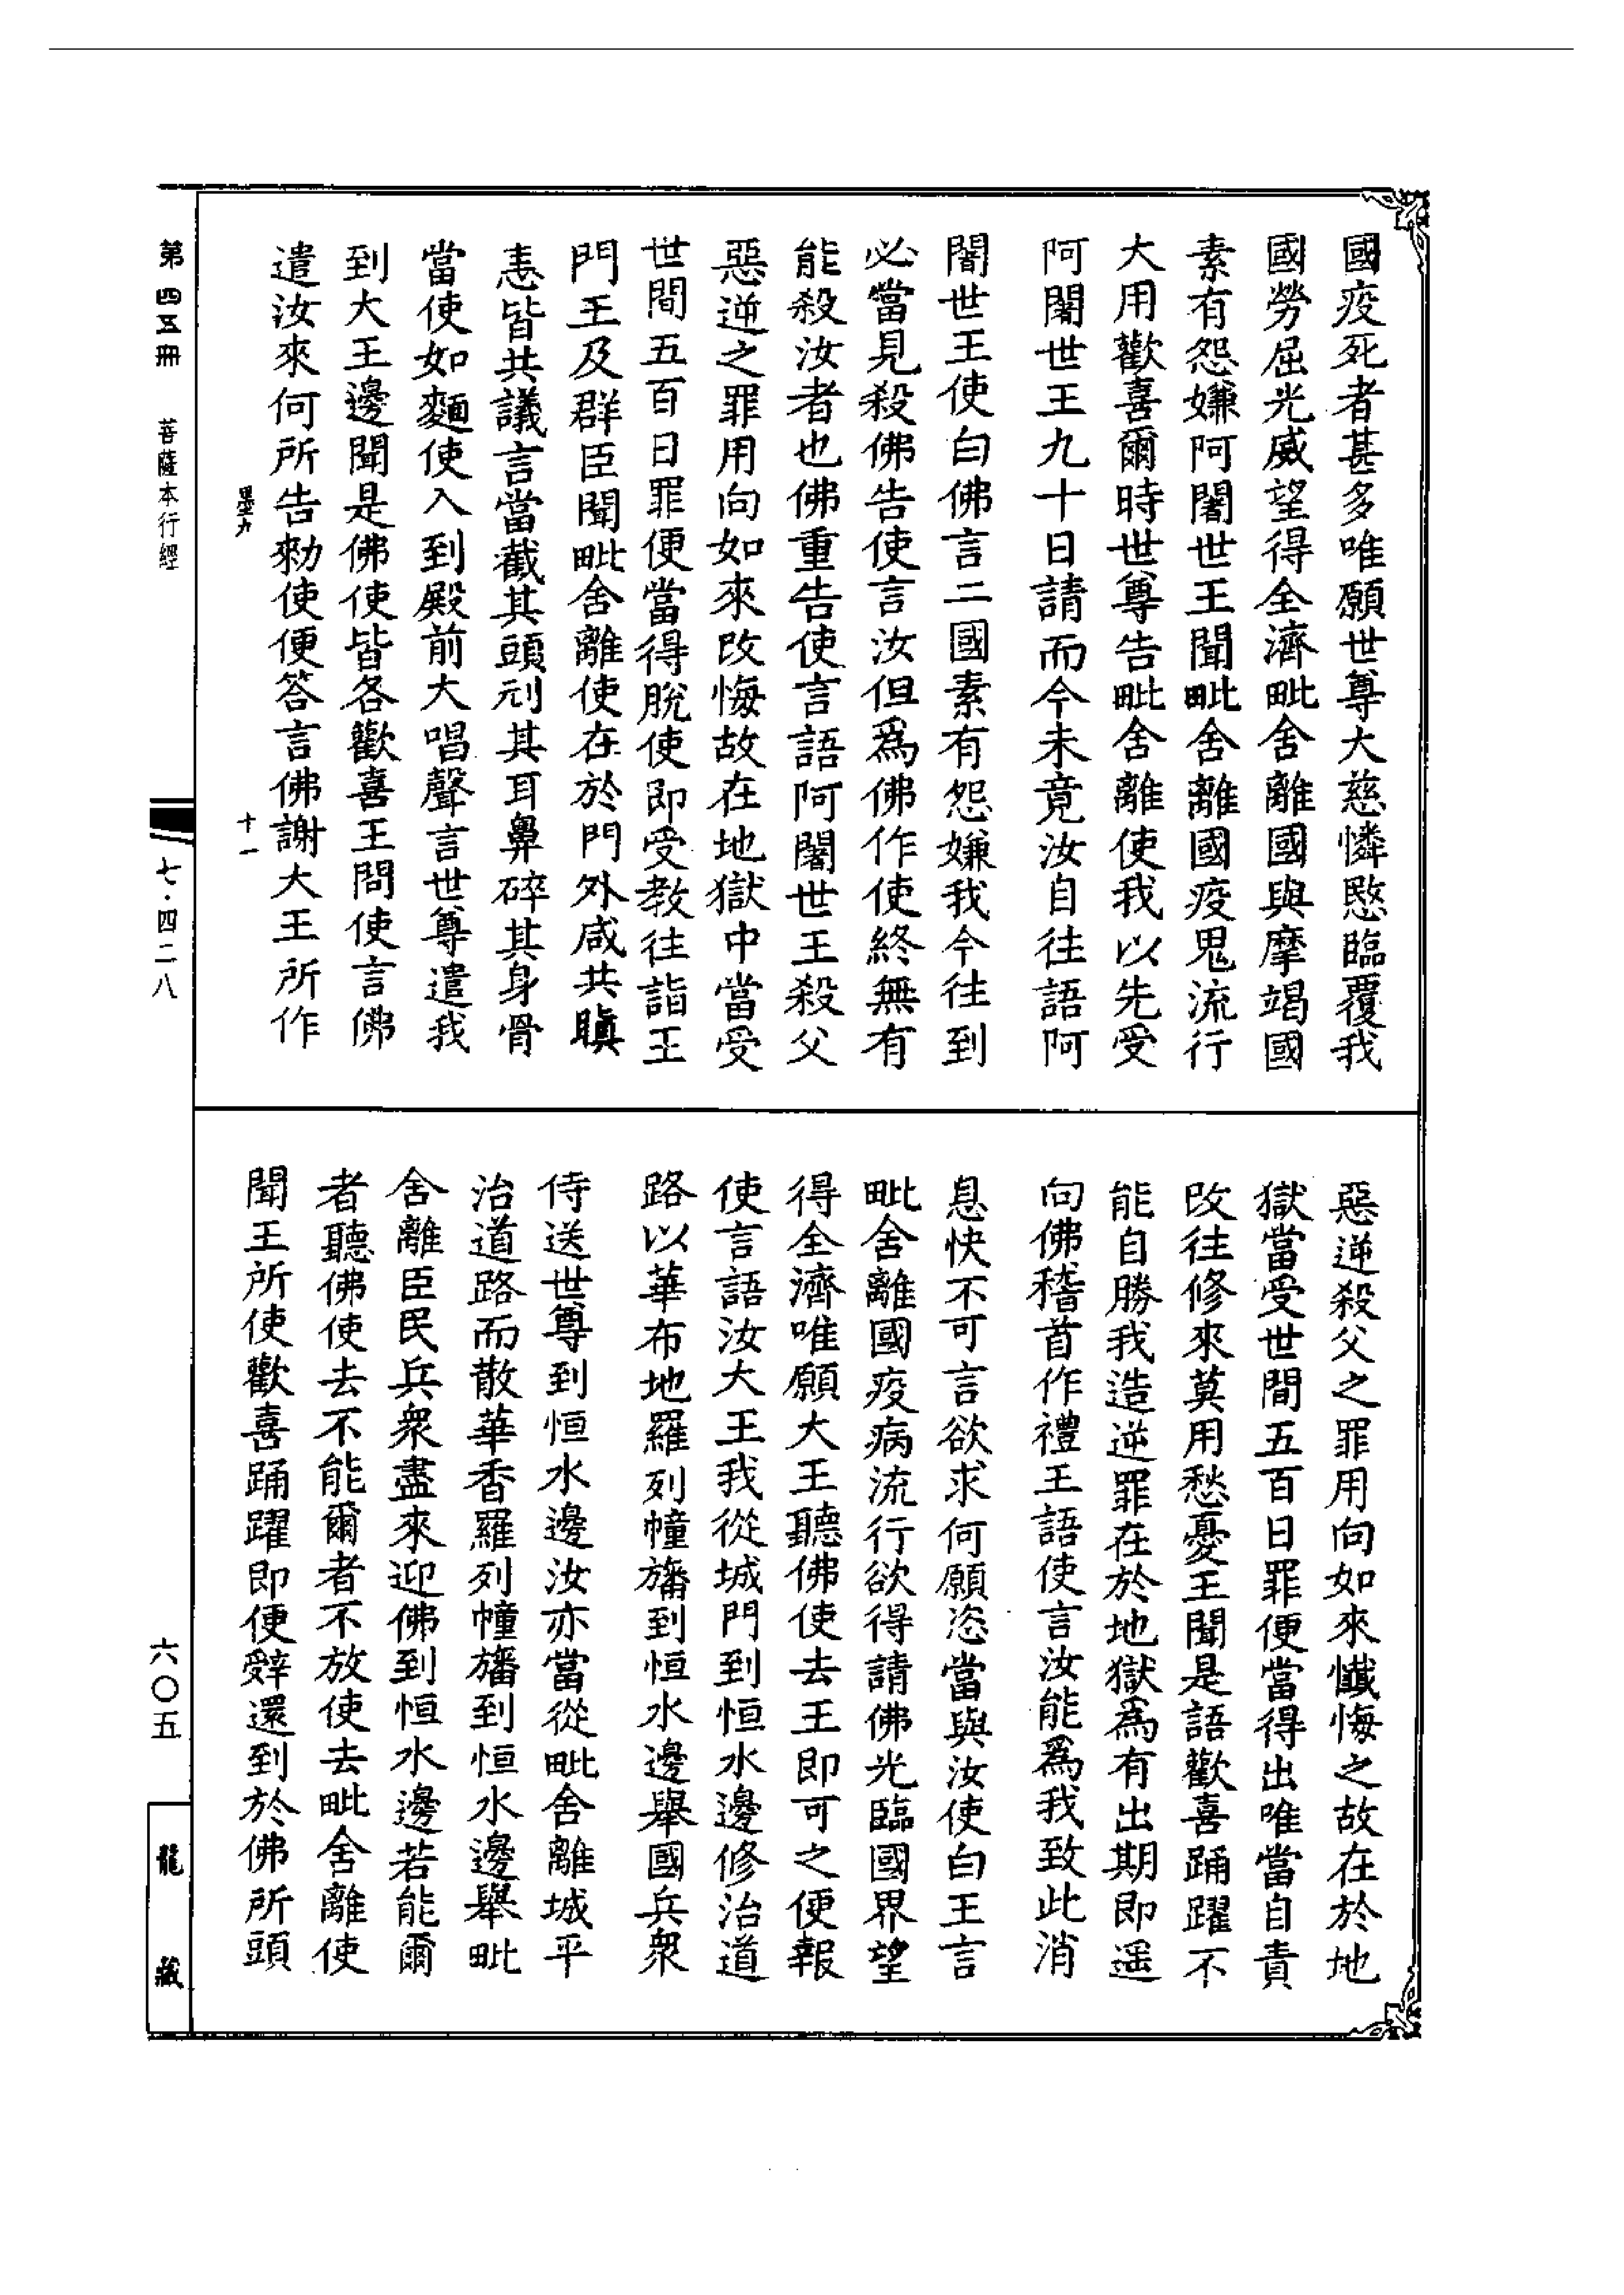 國疫死者甚多唯願世尊大慈憐愍臨覆我
國勞屈光威望得全濟毗舍離國與摩竭國
素有怨嫌阿闍世王聞毗舍離國疫鬼流行
大用歡喜爾時世尊告毗舍離使我以先受
阿闍世王九十日請而今未竟汝自往語阿
闍世王使白佛言二國素有怨嫌我今往到
必當見殺佛告使言汝但爲佛作使終無有
能殺汝者也佛重告使言語阿闍世王殺父
惡逆之罪用向如來改悔故在地獄中當受
世間五百日罪便當得脫使即受教往詣王
門王及群臣聞毗舍離使在於門外咸共瞋
恚皆共議言當截其頭刵其耳鼻碎其身骨
當使如麵使入到殿前大唱聲言世尊遣我
到大王邊聞是佛使皆各歡喜王問使言佛
遣汝來何所告勑使便答言佛謝大王所作
墨九 十一
惡逆殺父之罪用向如來懺悔之故在於地
獄當受世間五百日罪便當得出唯當自責
改往修來莫用愁憂王聞是語歡喜踊躍不
能自勝我造逆罪在於地獄爲有出期即遥
向佛稽首作禮王語使言汝能爲我致此消
息快不可言欲求何願恣當與汝使白王言
毗舍離國疫病流行欲得請佛光臨國界望
得全濟唯願大王聽佛使去王即可之便報
使言語汝大王我從城門到恒水邊修治道
路以華布地羅列幢旛到恒水邊舉國兵衆
侍送世尊到恒水邊汝亦當從毗舍離城平
治道路而散華香羅列幢旛到恒水邊舉毗
舍離臣民兵衆盡來迎佛到恒水邊若能爾
者聽佛使去不能爾者不放使去毗舍離使
聞王所使歡喜踊躍即便辤還到於佛所頭
第四五冊 菩薩本行經
七·四二八
六〇五
龍藏